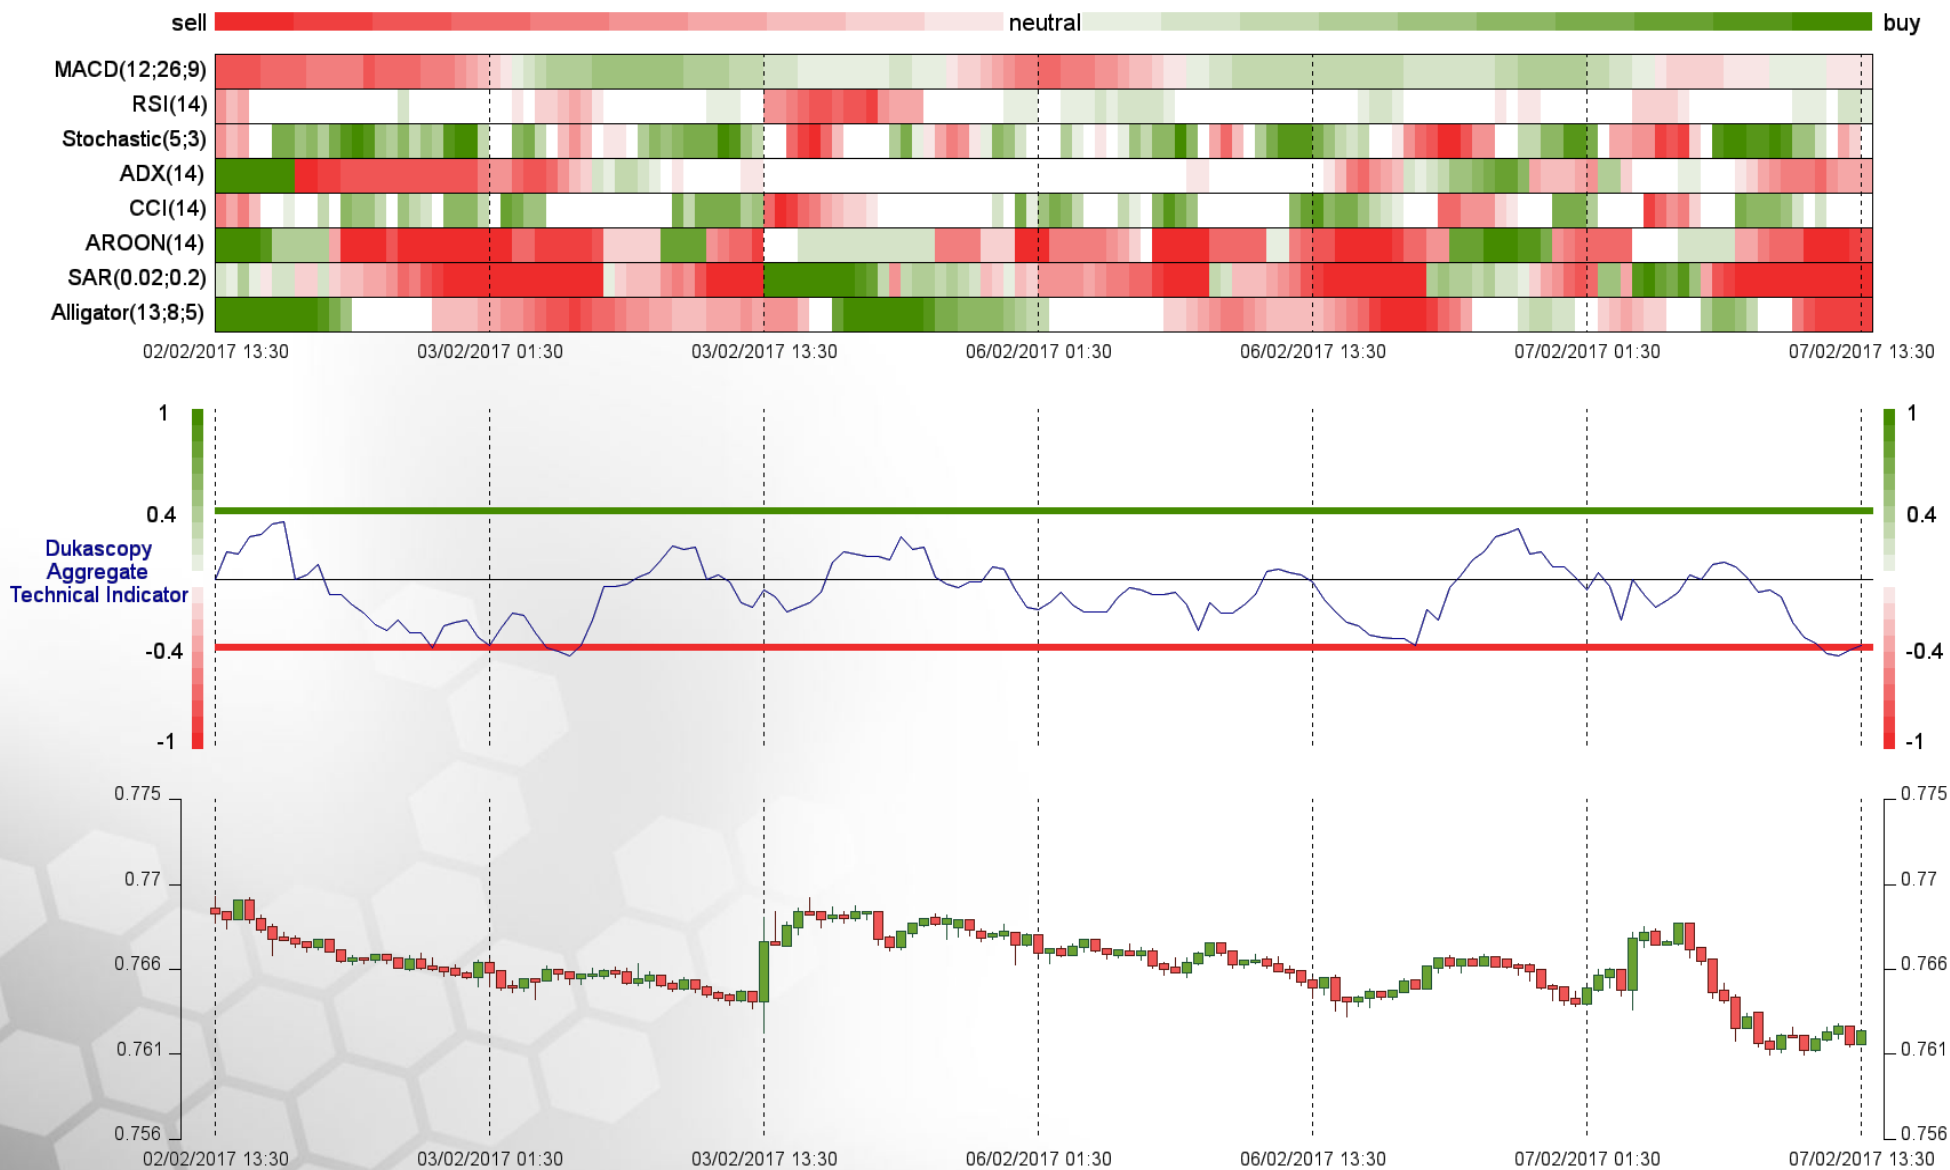 sell neutral buy
MACD(12;26;9)
RSI(14)
Stochastic(5;3)
ADX(14)
CCI(14)
AROON(14)
SAR(0.02;0.2)
Alligator(13;8;5)
02/02/2017 13:30 03/02/2017 01:30 03/02/2017 13:30 06/02/2017 01:30 06/02/2017 13:30 07/02/2017 01:30 07/02/2017 13:30
1 1
0.4 0.4
Dukascopy
Aggregate
Technical Indicator
-0.4 -0.4
-1 -1
0.775 0.775
0.77 0.77
0.766 0.766
0.761 0.761
0.756 0.756
02/02/2017 13:30 03/02/2017 01:30 03/02/2017 13:30 06/02/2017 01:30 06/02/2017 13:30 07/02/2017 01:30 07/02/2017 13:30